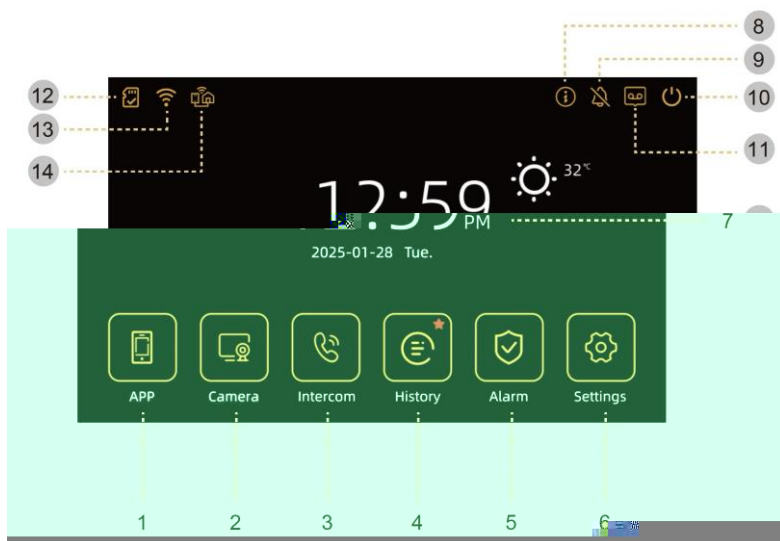 8
9
12
10
13
14
11
32°C
12:59
PM
7
2025-01-28 Tue.
APP Camera Intercom History Alarm Settings
1 2 3 4 5 6